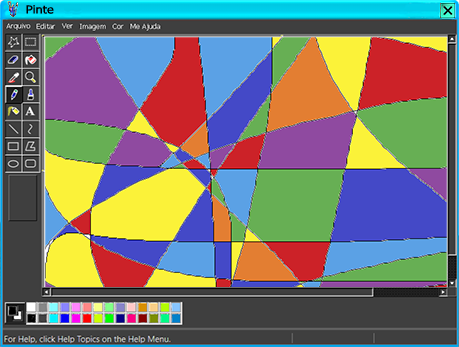 Pinte
Arquivo Editar Ver Imagem Cor Me Ajuda
A
For Help, click Help Topics on the Help Menu.